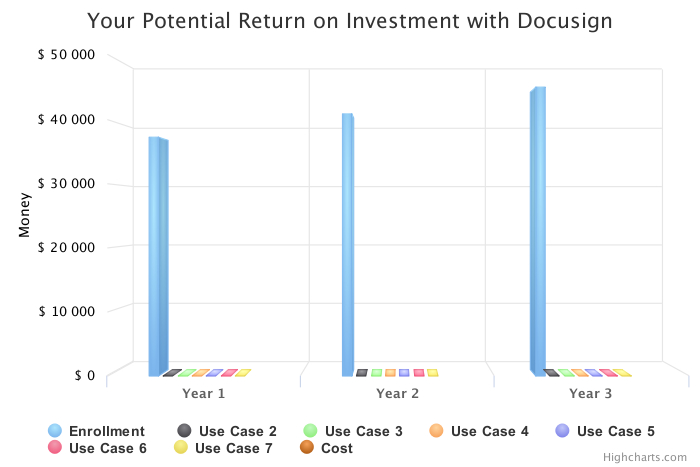 Your Potential Return on Investment with Docusign
$ 50 000
$ 40 000
$ 30 000
$ 20 000
$ 10 000
$ 0
Money
Year 1
Year 2
Year 3
Enrollment Use Case 2 Use Case 3 Use Case 4 Use Case 5
Use Case 6 Use Case 7 Cost
Highcharts.com